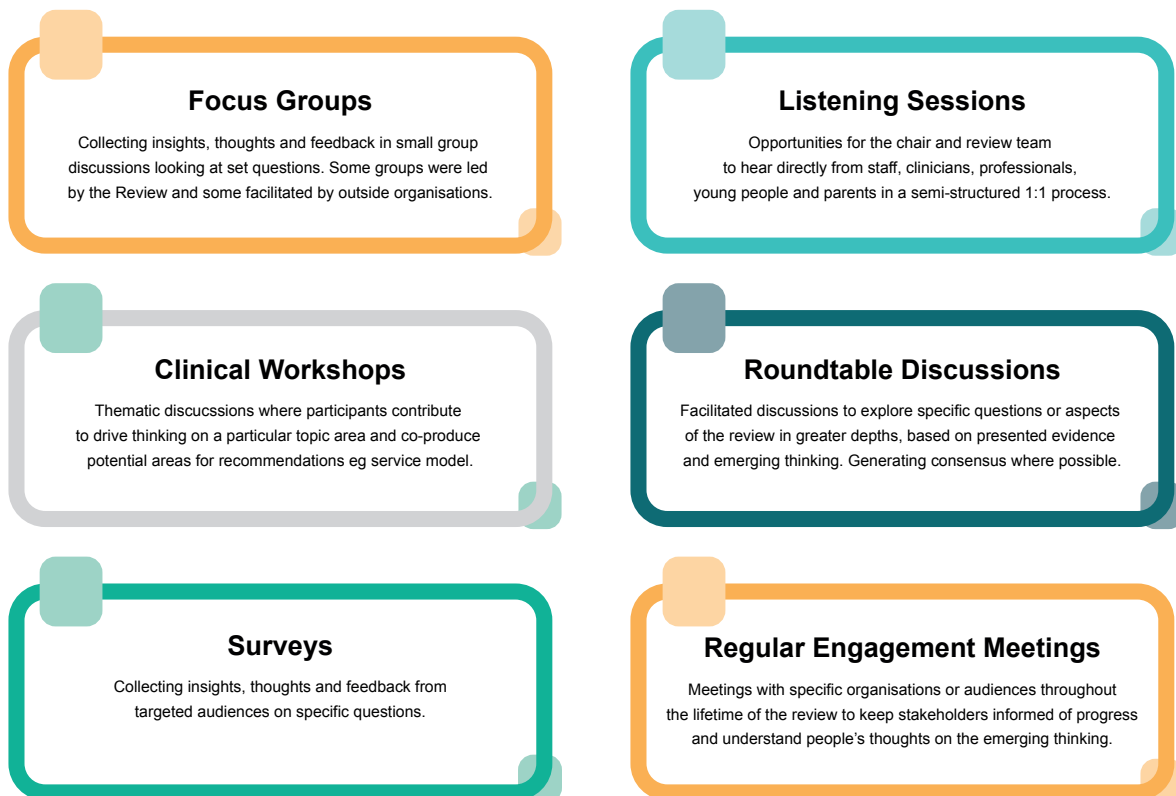 Focus Groups
Collecting insights, thoughts and feedback in small group
discussions looking at set questions. Some groups were led
by the Review and some facilitated by outside organisations.
Listening Sessions
Opportunities for the chair and review team
to hear directly from staff, clinicians, professionals,
young people and parents in a semi-structured 1:1 process.
Clinical Workshops
Thematic discucssions where participants contribute
to drive thinking on a particular topic area and co-produce
potential areas for recommendations eg service model.
Roundtable Discussions
Facilitated discussions to explore specific questions or aspects
of the review in greater depths, based on presented evidence
and emerging thinking. Generating consensus where possible.
Surveys
Collecting insights, thoughts and feedback from
targeted audiences on specific questions.
Regular Engagement Meetings
Meetings with specific organisations or audiences throughout
the lifetime of the review to keep stakeholders informed of progress
and understand people’s thoughts on the emerging thinking.